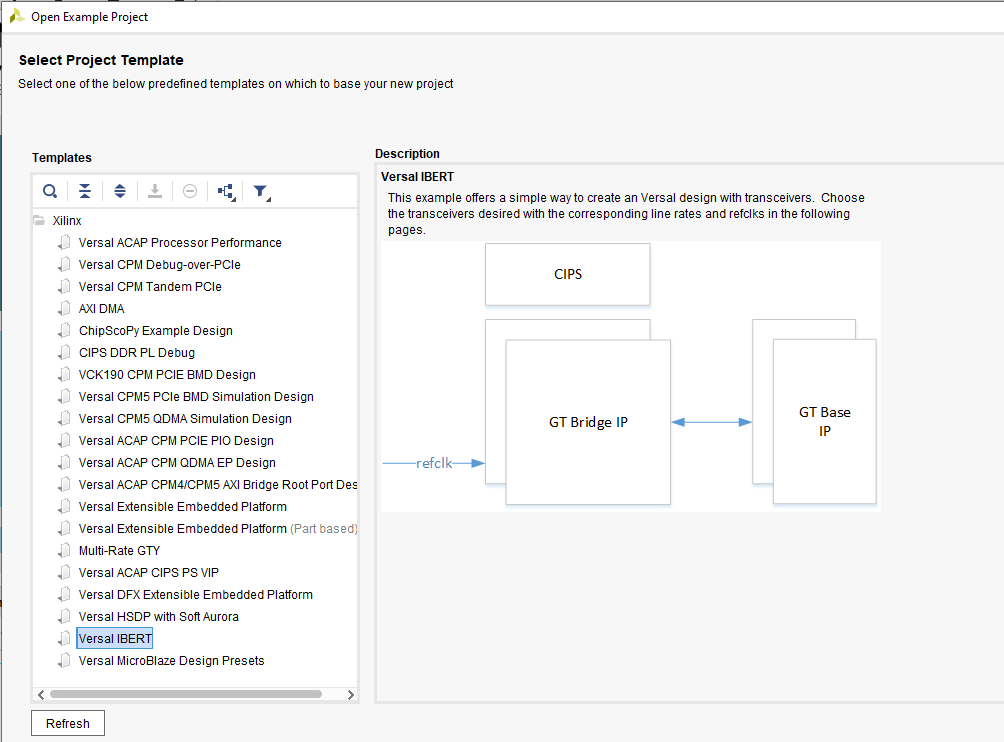 Open Example Project
Select Project Template
Select one of the below predefined templates on which to base your new project
Templates
Xilinx
Versal ACAP Processor Performance
Versal CPM Debug-over-PCIe
Versal CPM Tandem PCIe
AXI DMA
ChipScoPy Example Design
CIPS DDR PL Debug
VCK190 CPM PCIE BMD Design
Versal CPM5 PCIe BMD Simulation Design
Versal CPM5 QDMA Simulation Design
Versal ACAP CPM PCIE PIO Design
Versal ACAP CPM QDMA EP Design
Versal ACAP CPM4/CPM5 AXI Bridge Root Port Des
Versal Extensible Embedded Platform
Versal Extensible Embedded Platform (Part based)
Multi-Rate GTY
Versal ACAP CIPS PS VIP
Versal DFX Extensible Embedded Platform
Versal HSDP with Soft Aurora
Versal IBERT
Versal MicroBlaze Design Presets
Refresh
Description
Versal IBERT
This example offers a simple way to create an Versal design with transceivers. Choose
the transceivers desired with the corresponding line rates and refclks in the following
pages.
CIPS
GT Bridge IP
GT Base
IP
refclk